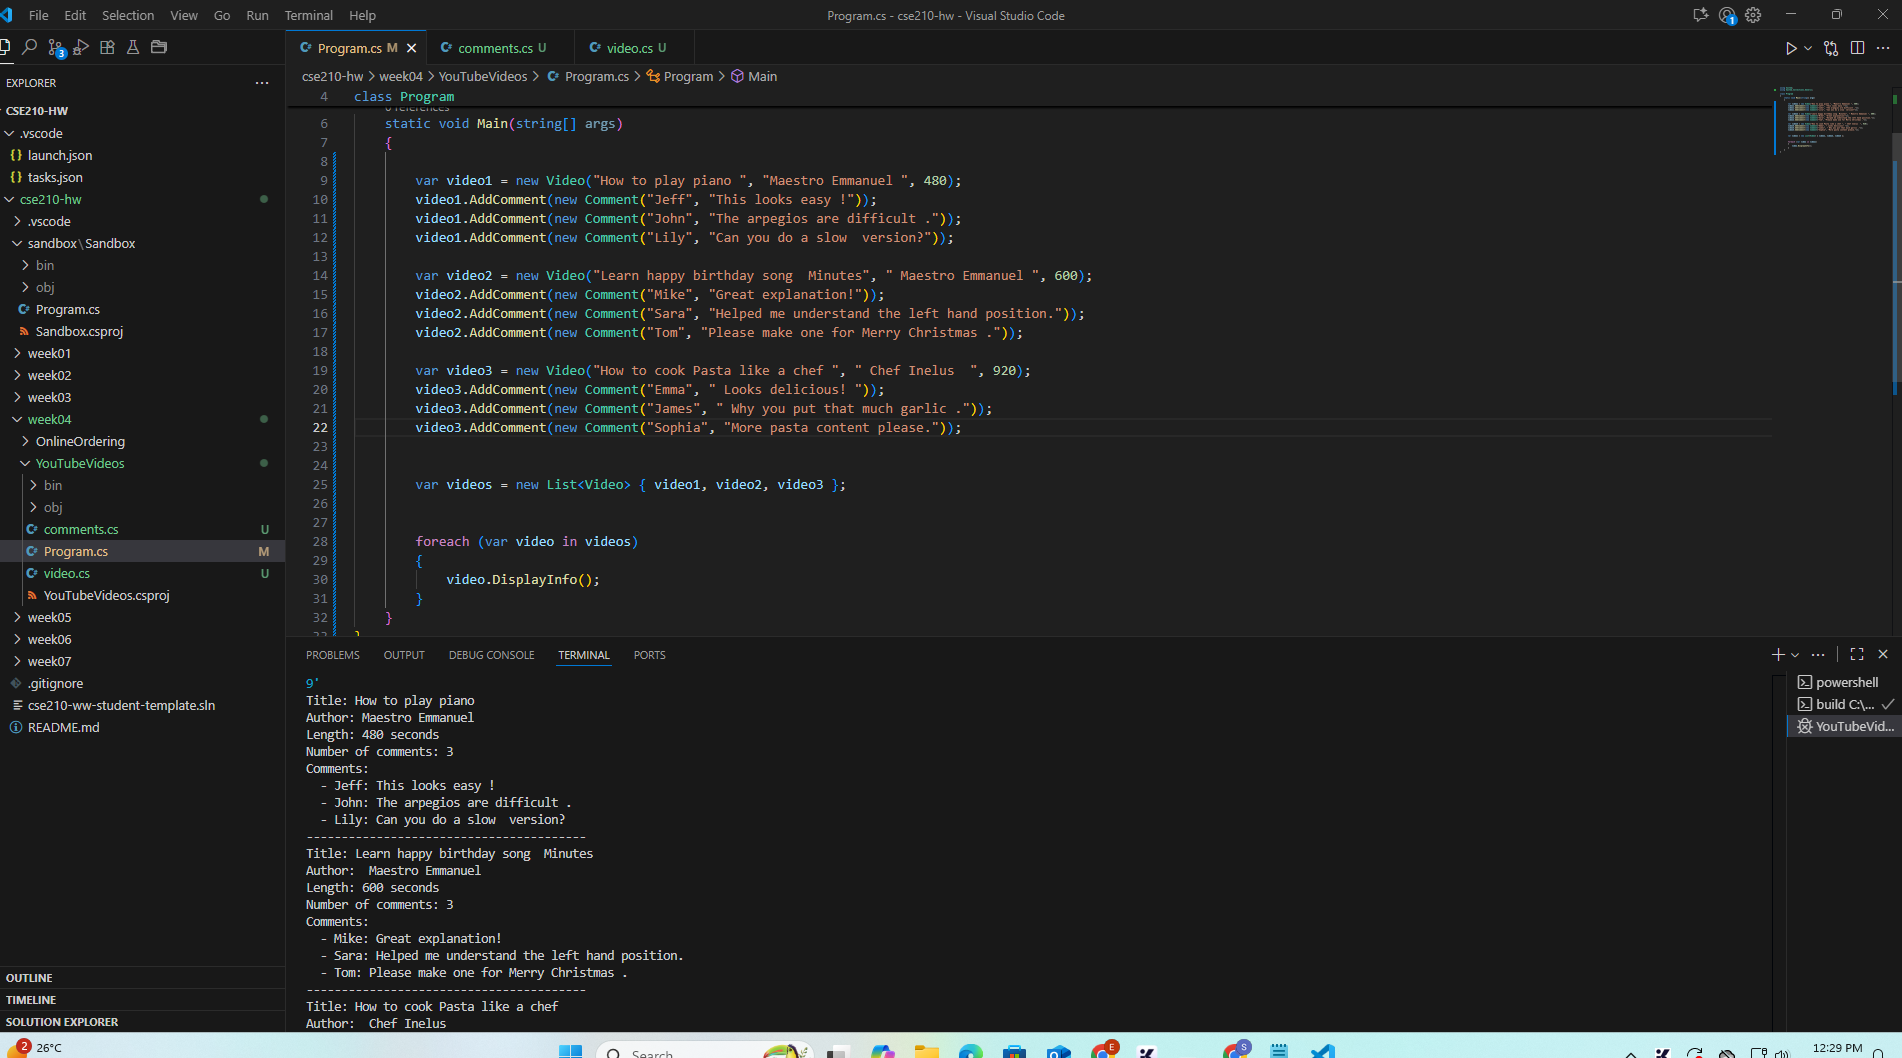 File Edit Selection View Go Run Terminal Help
Program.cs - cse210-hw - Visual Studio Code
1
3
Program.cs M
comments.cs U
video.cs U
EXPLORER
CSE210-HW
.vscode
{} launch.json
{} tasks.json
cse210-hw
.vscode
sandbox\Sandbox
bin
obj
Program.cs
Sandbox.csproj
week01
week02
week03
week04
OnlineOrdering
YouTubeVideos
bin
obj
comments.cs U
Program.cs M
video.cs U
YouTubeVideos.csproj
week05
week06
week07
.gitignore
cse210-ww-student-template.sln
README.md
OUTLINE
TIMELINE
SOLUTION EXPLORER
cse210-hw > week04 > YouTubeVideos > Program.cs > Program > Main
4 class Program
0 references
6 static void Main(string[] args)
7 {
8
9 var video1 = new Video("How to play piano ", "Maestro Emmanuel ", 480);
10 video1.AddComment(new Comment("Jeff", "This looks easy !"));
11 video1.AddComment(new Comment("John", "The arpegios are difficult ."));
12 video1.AddComment(new Comment("Lily", "Can you do a slow  version?"));
13
14 var video2 = new Video("Learn happy birthday song  Minutes", " Maestro Emmanuel ", 600);
15 video2.AddComment(new Comment("Mike", "Great explanation!"));
16 video2.AddComment(new Comment("Sara", "Helped me understand the left hand position."));
17 video2.AddComment(new Comment("Tom", "Please make one for Merry Christmas ."));
18
19 var video3 = new Video("How to cook Pasta like a chef ", " Chef Inelus  ", 920);
20 video3.AddComment(new Comment("Emma", " Looks delicious! "));
21 video3.AddComment(new Comment("James", " Why you put that much garlic ."));
22 video3.AddComment(new Comment("Sophia", "More pasta content please."));
23
24
25 var videos = new List<Video> { video1, video2, video3 };
26
27
28 foreach (var video in videos)
29 {
30 video.DisplayInfo();
31 }
32 }
33 }
PROBLEMS OUTPUT DEBUG CONSOLE TERMINAL PORTS
9'
Title: How to play piano
Author: Maestro Emmanuel
Length: 480 seconds
Number of comments: 3
Comments:
- Jeff: This looks easy !
- John: The arpegios are difficult .
- Lily: Can you do a slow  version?
----------------------------------------
Title: Learn happy birthday song  Minutes
Author:  Maestro Emmanuel
Length: 600 seconds
Number of comments: 3
Comments:
- Mike: Great explanation!
- Sara: Helped me understand the left hand position.
- Tom: Please make one for Merry Christmas .
----------------------------------------
Title: How to cook Pasta like a chef
Author:  Chef Inelus
powershell
build C:\...
YouTubeVid...
2
26°C
Search
E
S
12:29 PM